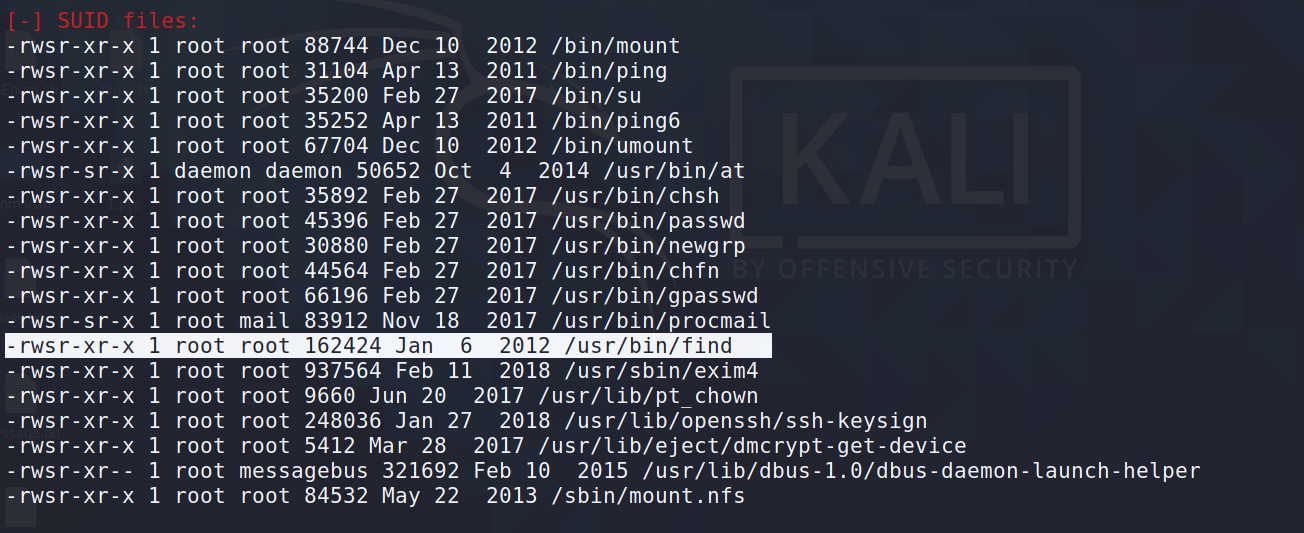 [-] SUID files:
-rwsr-xr-x 1 root root 88744 Dec 10  2012 /bin/mount
-rwsr-xr-x 1 root root 31104 Apr 13  2011 /bin/ping
-rwsr-xr-x 1 root root 35200 Feb 27  2017 /bin/su
-rwsr-xr-x 1 root root 35252 Apr 13  2011 /bin/ping6
-rwsr-xr-x 1 root root 67704 Dec 10  2012 /bin/umount
-rwsr-sr-x 1 daemon daemon 50652 Oct  4  2014 /usr/bin/at
-rwsr-xr-x 1 root root 35892 Feb 27  2017 /usr/bin/chsh
-rwsr-xr-x 1 root root 45396 Feb 27  2017 /usr/bin/passwd
-rwsr-xr-x 1 root root 30880 Feb 27  2017 /usr/bin/newgrp
-rwsr-xr-x 1 root root 44564 Feb 27  2017 /usr/bin/chfn
-rwsr-xr-x 1 root root 66196 Feb 27  2017 /usr/bin/gpasswd
-rwsr-sr-x 1 root mail 83912 Nov 18  2017 /usr/bin/procmail
-rwsr-xr-x 1 root root 162424 Jan  6  2012 /usr/bin/find
-rwsr-xr-x 1 root root 937564 Feb 11  2018 /usr/sbin/exim4
-rwsr-xr-x 1 root root 9660 Jun 20  2017 /usr/lib/pt_chown
-rwsr-xr-x 1 root root 248036 Jan 27  2018 /usr/lib/openssh/ssh-keysign
-rwsr-xr-x 1 root root 5412 Mar 28  2017 /usr/lib/eject/dmcrypt-get-device
-rwsr-xr-- 1 root messagebus 321692 Feb 10  2015 /usr/lib/dbus-1.0/dbus-daemon-launch-helper
-rwsr-xr-x 1 root root 84532 May 22  2013 /sbin/mount.nfs
KALI
BY OFFENSIVE SECURITY